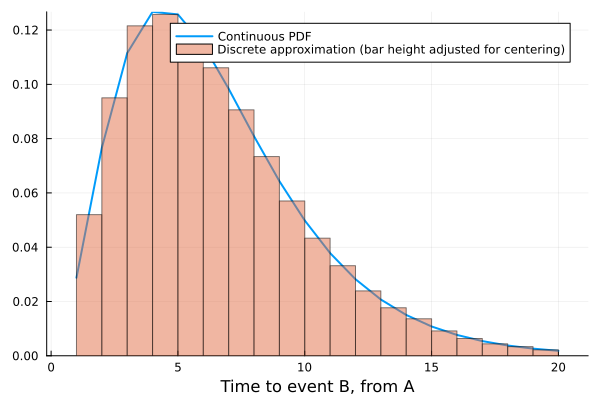 0.12
0.10
0.08
0.06
0.04
0.02
0.00
Continuous PDF
Discrete approximation (bar height adjusted for centering)
0 5 10 15 20
Time to event B, from A